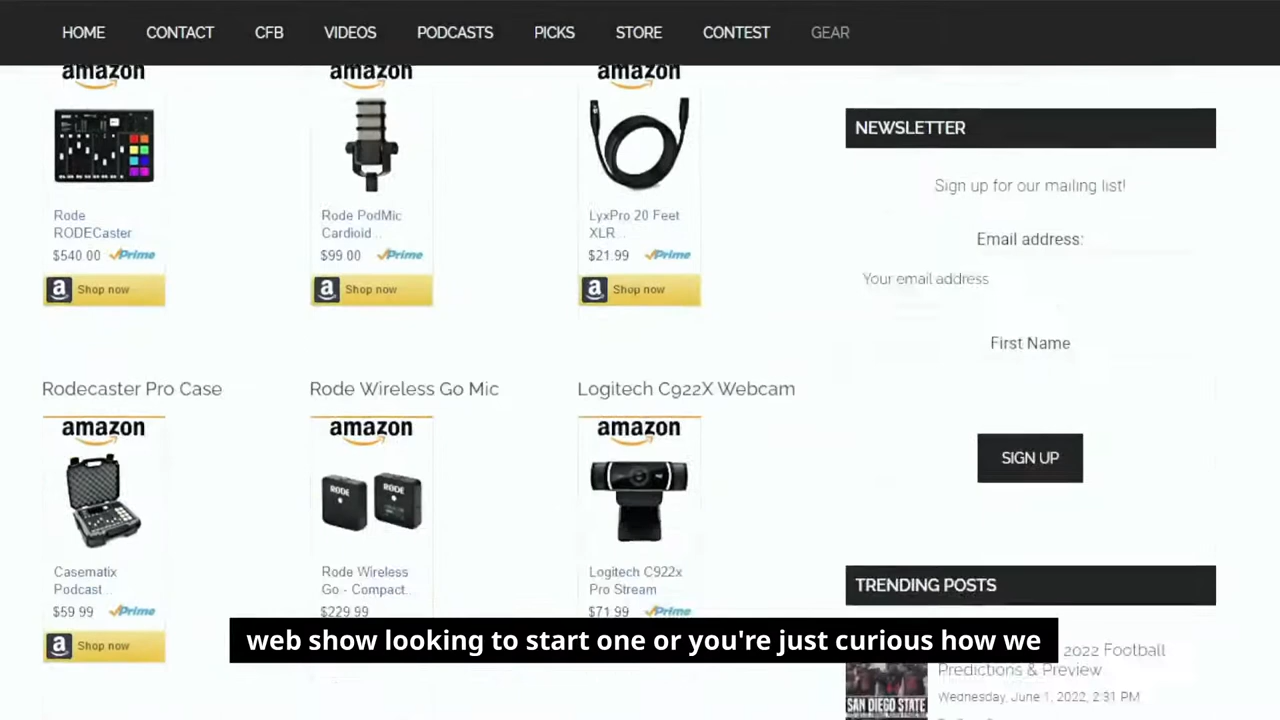 HOME CONTACT CFB VIDEOS PODCASTS PICKS STORE CONTEST GEAR
amazon amazon amazon
Rode
RODECaster
$540.00 Prime
a Shop now
Rode PodMic
Cardioid...
$99.00 Prime
a Shop now
LyxPro 20 Feet
XLR...
$21.99 Prime
a Shop now
Rodecaster Pro Case
amazon
Casematix
Podcast...
$59.99 Prime
a Shop now
Rode Wireless Go Mic
amazon
RODE RODE
Rode Wireless
Go - Compact...
$229.99
Logitech C922X Webcam
amazon
Logitech C922x
Pro Stream
$71.99 Prime
NEWSLETTER
Sign up for our mailing list!
Email address:
Your email address
First Name
SIGN UP
TRENDING POSTS
2022 Football
Predictions & Preview
Wednesday, June 1, 2022, 2:31 PM
SAN DIEGO STATE
web show looking to start one or you're just curious how we